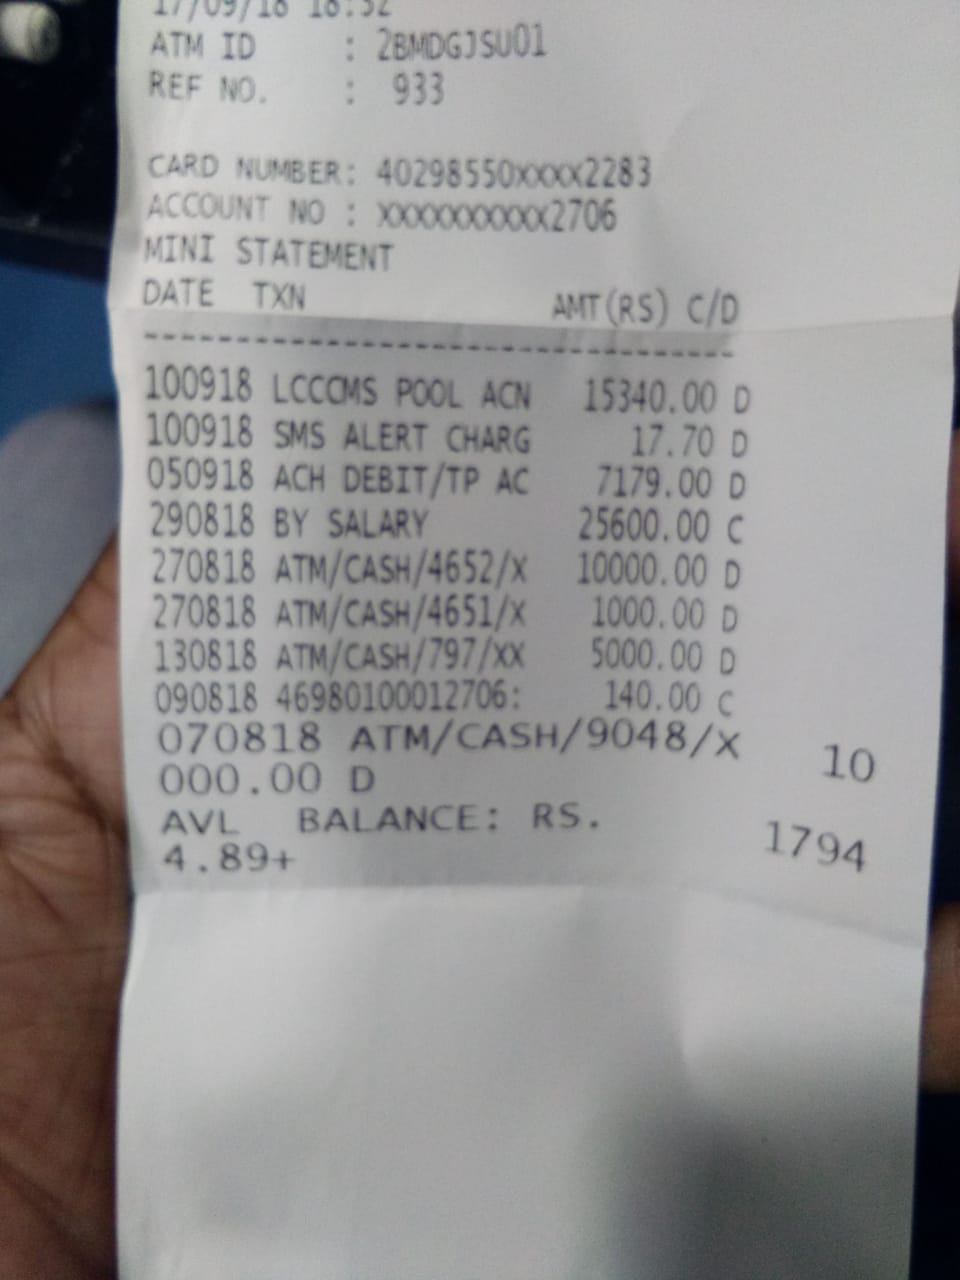 17/09/18 18:52
ATM ID : 2BMDGJSU01
REF NO. : 933
CARD NUMBER: 40298550xxxx2283
ACCOUNT NO : xxxxxxxxxxx2706
MINI STATEMENT
DATE TXN AMT(RS) C/D
----------------------------------
100918 LCCCMS POOL ACN 15340.00 D
100918 SMS ALERT CHARG 17.70 D
050918 ACH DEBIT/TP AC 7179.00 D
290818 BY SALARY 25600.00 C
270818 ATM/CASH/4652/X 10000.00 D
270818 ATM/CASH/4651/X 1000.00 D
130818 ATM/CASH/797/XX 5000.00 D
090818 46980100012706: 140.00 C
070818 ATM/CASH/9048/X 10
000.00 D
AVL BALANCE: RS. 1794
4.89+